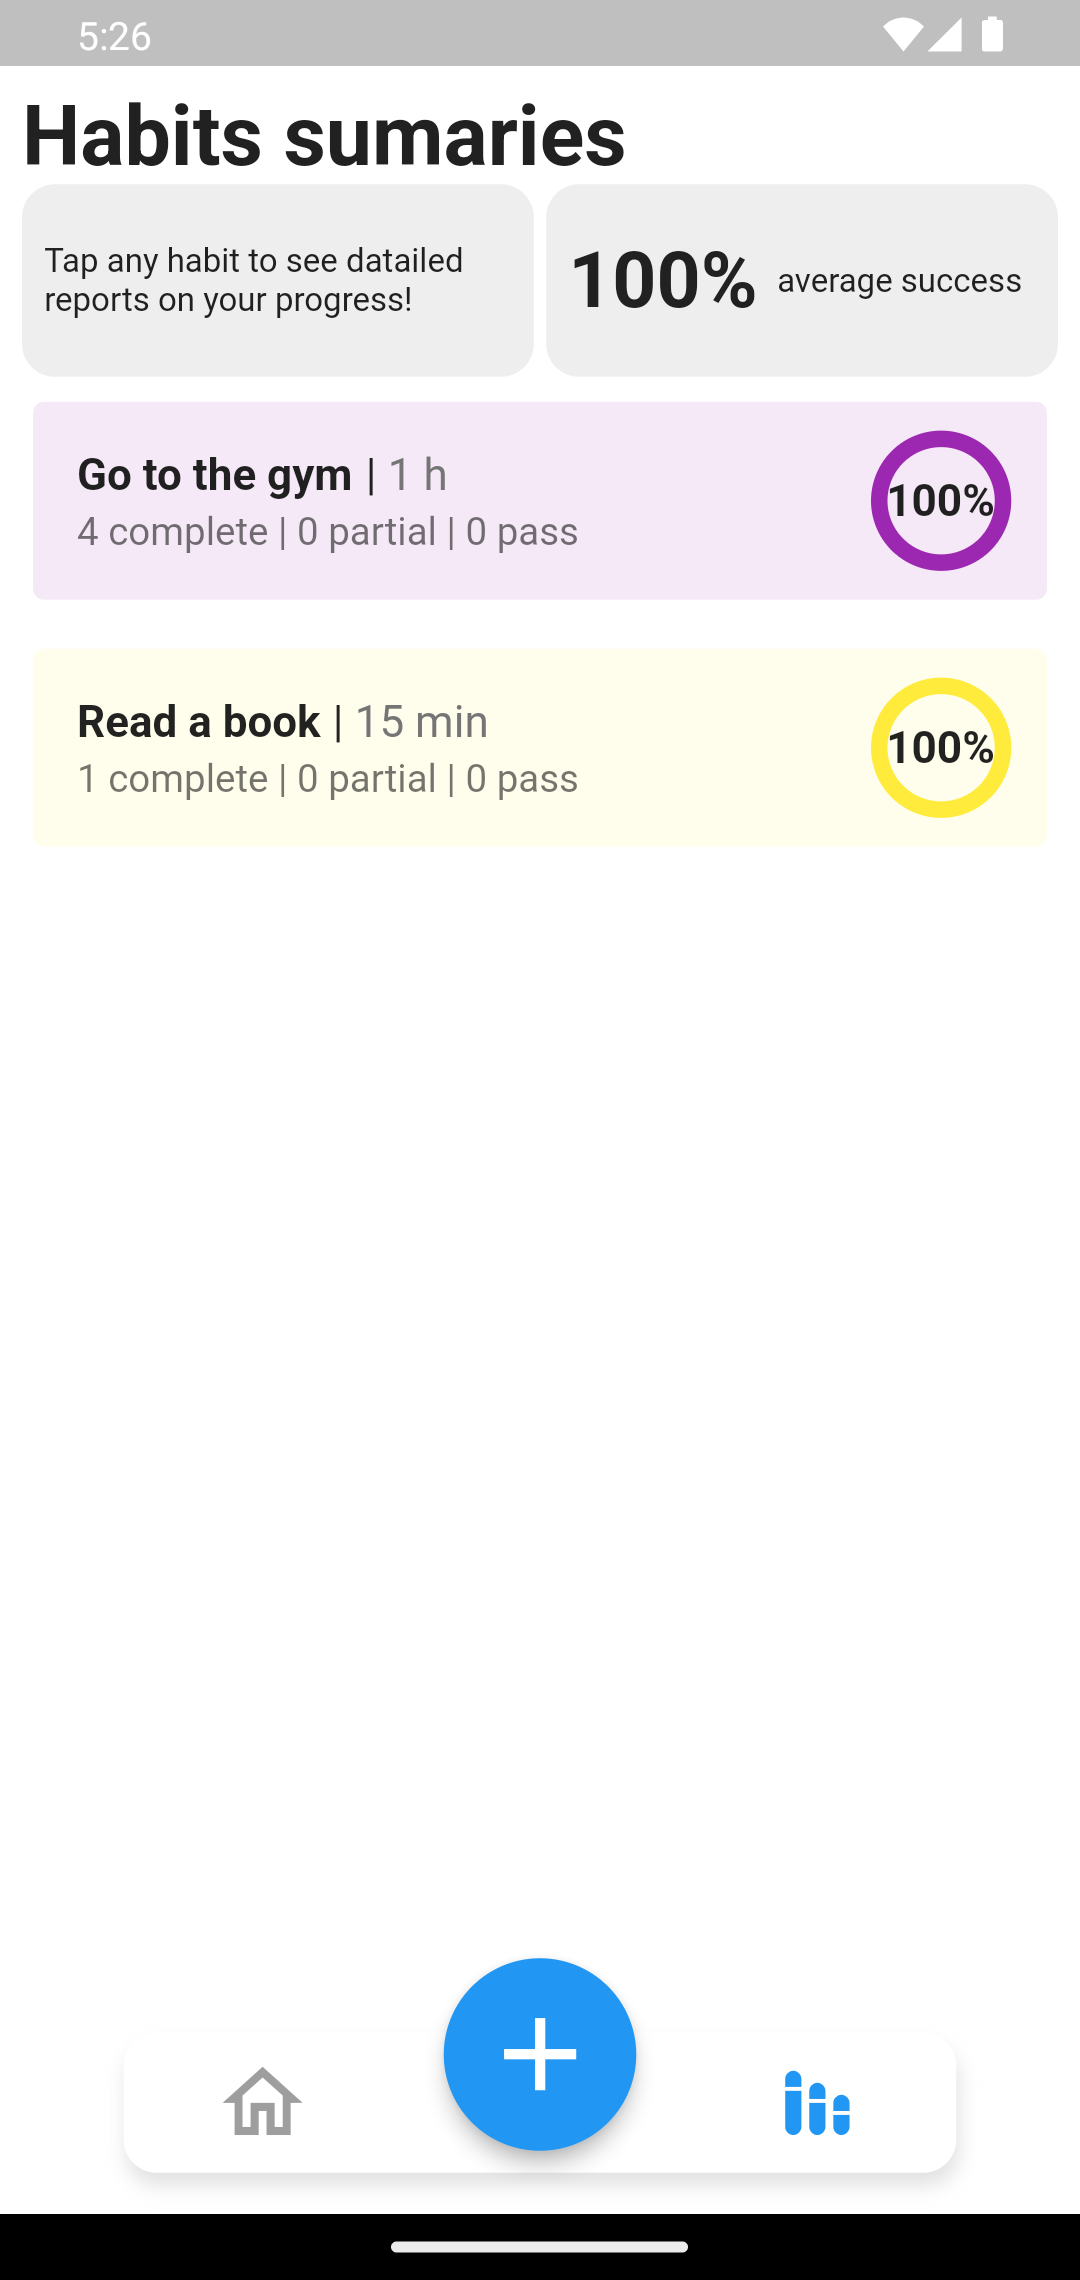 5:26
Habits sumaries
Tap any habit to see datailed
reports on your progress!
100% average success
Go to the gym | 1 h
4 complete | 0 partial | 0 pass
100%
Read a book | 15 min
1 complete | 0 partial | 0 pass
100%